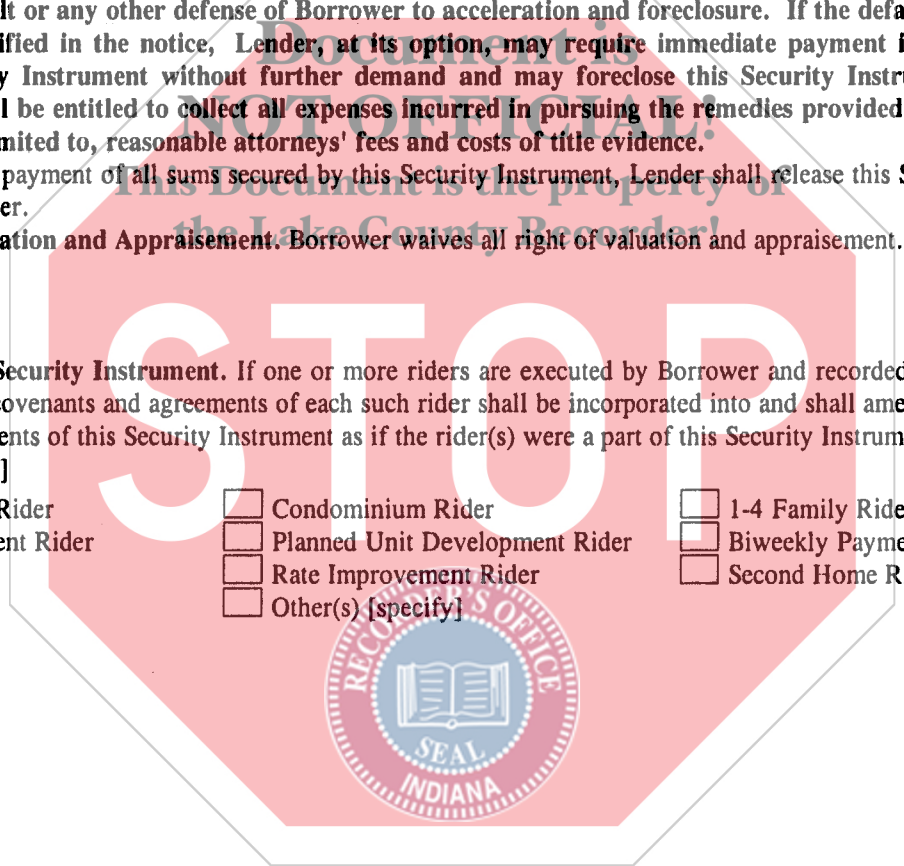 lt or any other defense of Borrower to acceleration and foreclosure. If the defa
ified in the notice, Lender, at its option, may require immediate payment i
y Instrument without further demand and may foreclose this Security Instr
l be entitled to collect all expenses incurred in pursuing the remedies provided
mited to, reasonable attorneys' fees and costs of title evidence.
payment of all sums secured by this Security Instrument, Lender shall release this S
er.
ation and Appraisement. Borrower waives all right of valuation and appraisement.
Document is
NOT OFFICIAL!
This Document is the property of
the Lake County Recorder!
STOP
Security Instrument. If one or more riders are executed by Borrower and recorded
covenants and agreements of each such rider shall be incorporated into and shall ame
ents of this Security Instrument as if the rider(s) were a part of this Security Instrum
]
Rider Condominium Rider 1-4 Family Ride
ent Rider Planned Unit Development Rider Biweekly Payme
Rate Improvement Rider Second Home R
Other(s) [specify]
RECORDER'S OFFICE
SEAL
INDIANA